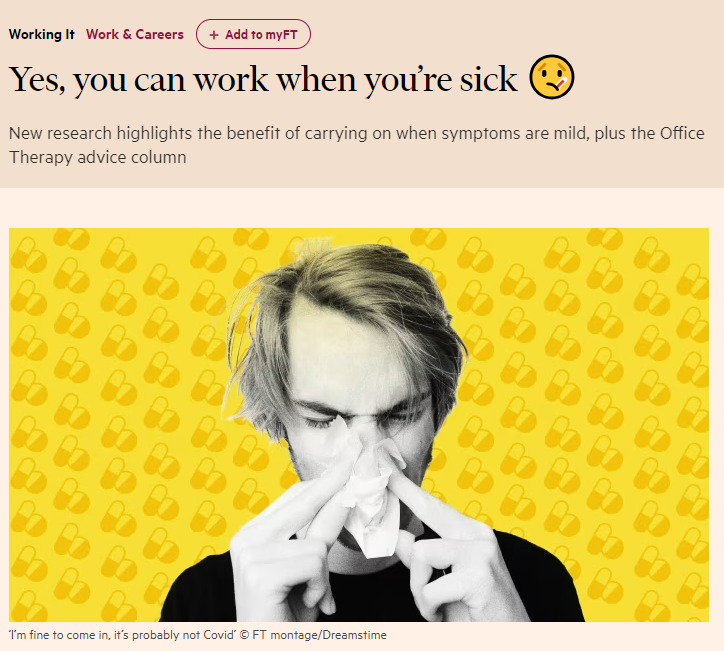 Working It Work & Careers + Add to myFT
Yes, you can work when you’re sick 🤒
New research highlights the benefit of carrying on when symptoms are mild, plus the Office
Therapy advice column
‘I’m fine to come in, it’s probably not Covid’ © FT montage/Dreamstime